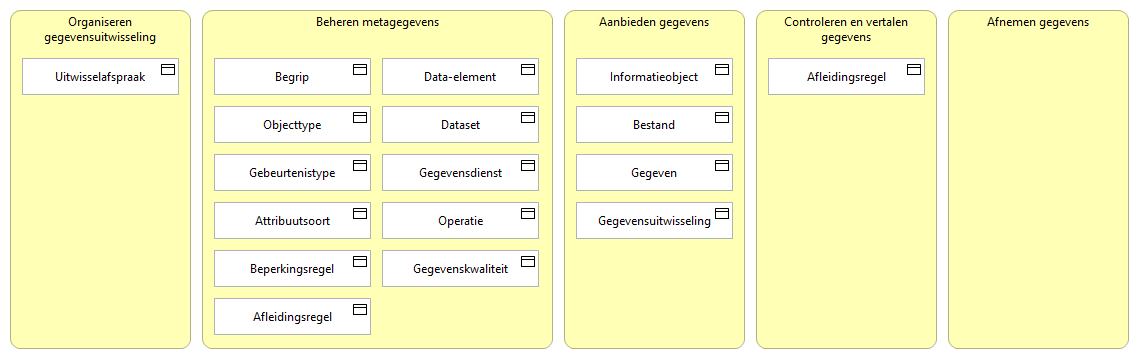 Organiseren
gegevensuitwisseling
Uitwisselafspraak
Beheren metagegevens
Begrip
Data-element
Objecttype
Dataset
Gebeurtenistype
Gegevensdienst
Attribuutsoort
Operatie
Beperkingsregel
Gegevenskwaliteit
Afleidingsregel
Aanbieden gegevens
Informatieobject
Bestand
Gegeven
Gegevensuitwisseling
Controleren en vertalen
gegevens
Afleidingsregel
Afnemen gegevens